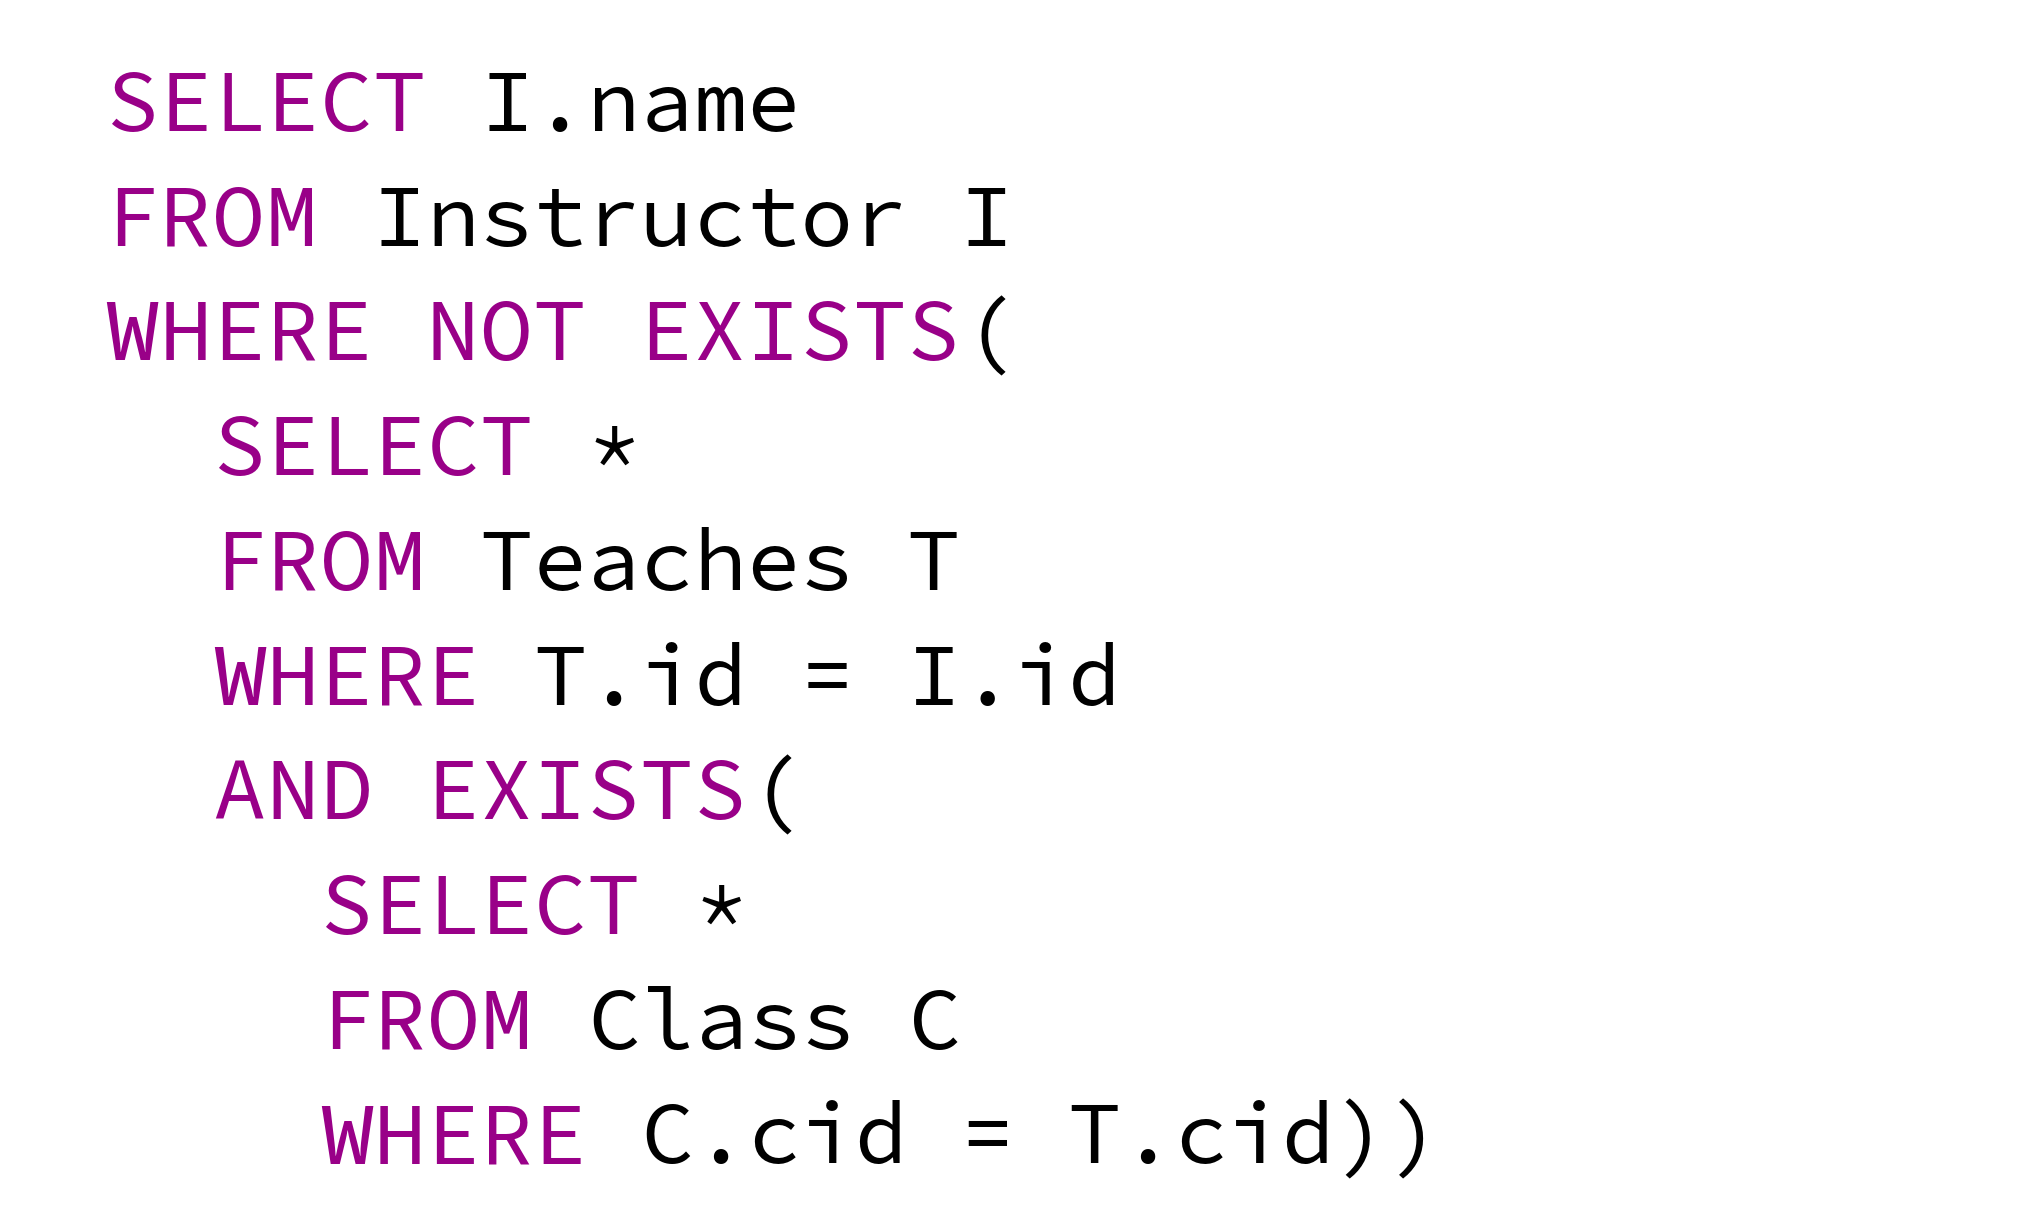 SELECT I.name
FROM Instructor I
WHERE NOT EXISTS(
  SELECT *
  FROM Teaches T
  WHERE T.id = I.id
  AND EXISTS(
    SELECT *
    FROM Class C
    WHERE C.cid = T.cid))